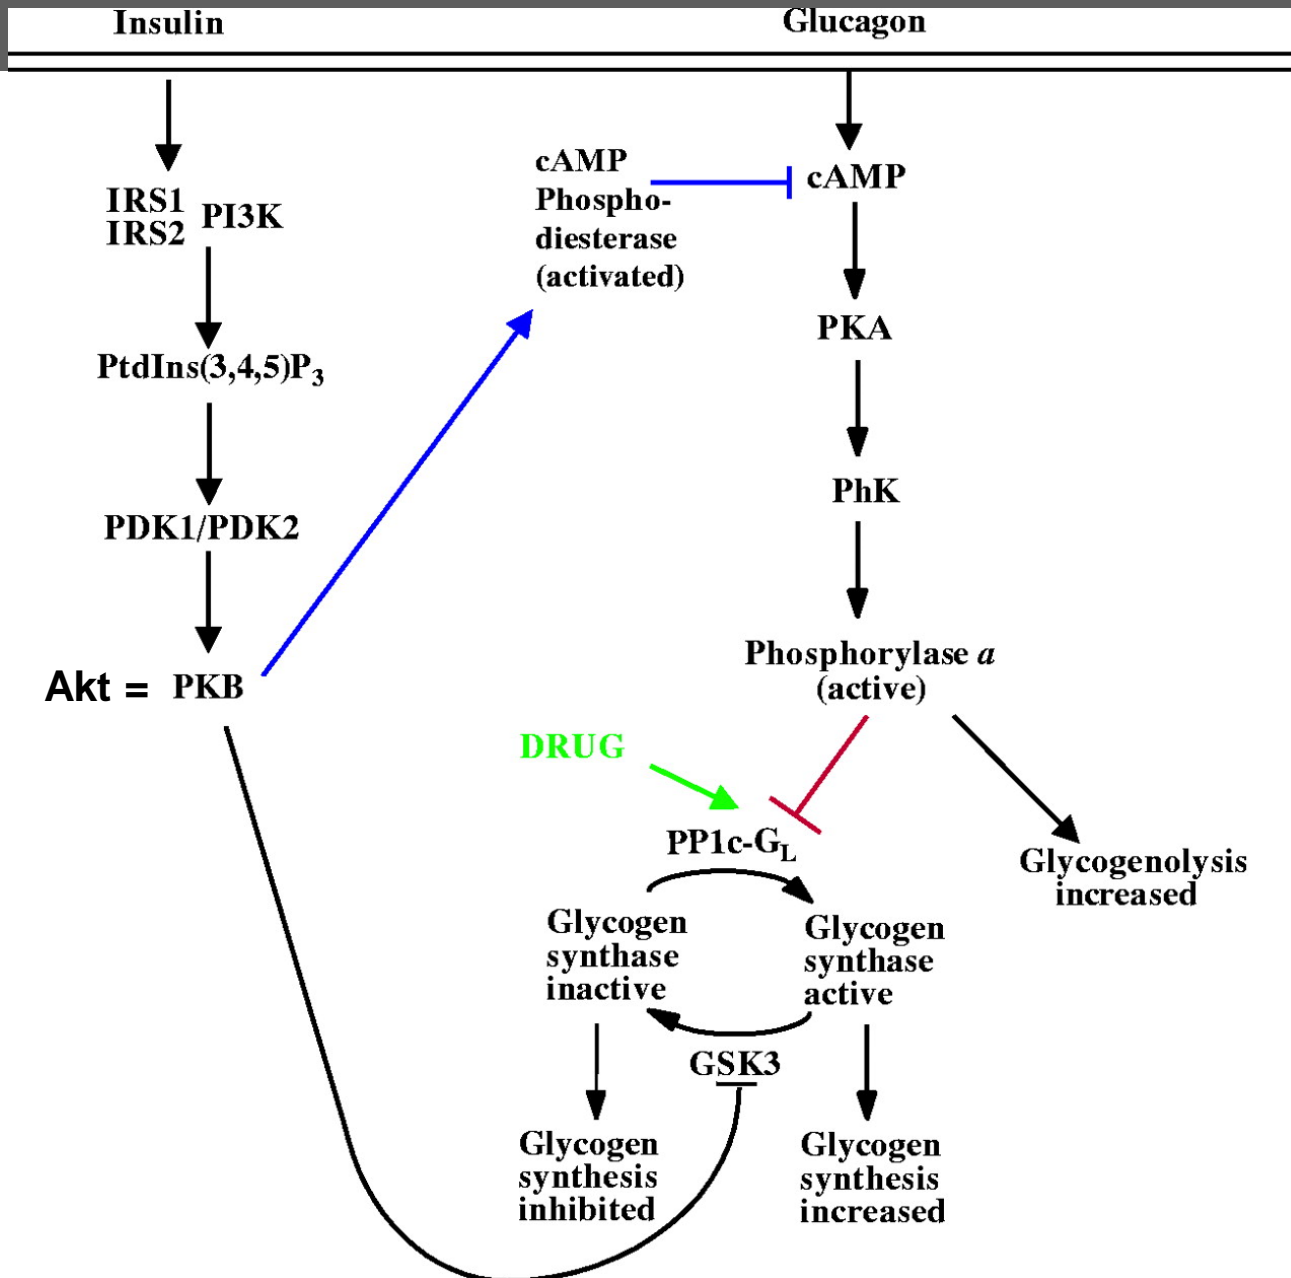 Insulin
Glucagon
IRS1
IRS2
PI3K
PtdIns(3,4,5)P3
PDK1/PDK2
Akt = PKB
cAMP
Phospho-
diesterase
(activated)
cAMP
PKA
PhK
Phosphorylase a
(active)
DRUG
PP1c-GL
Glycogenolysis
increased
Glycogen
synthase
inactive
Glycogen
synthase
active
GSK3
Glycogen
synthesis
inhibited
Glycogen
synthesis
increased